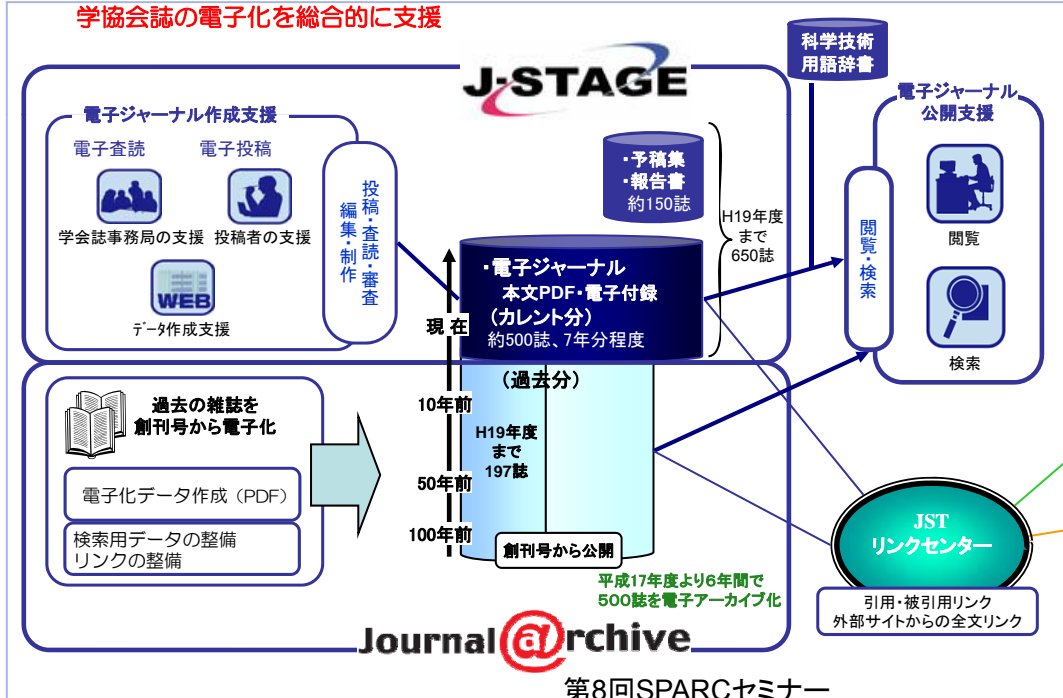 学協会誌の電子化を総合的に支援
J-STAGE
科学技術
用語辞書
電子ジャーナル作成支援
電子査読
電子投稿
学会誌事務局の支援
投稿者の支援
WEB
データ作成支援
投稿・査読・審査
編集・制作
・予稿集
・報告書
約150誌
H19年度
まで
650誌
・電子ジャーナル
本文PDF・電子付録
(カレント分)
約500誌、7年分程度
電子ジャーナル
公開支援
閲覧・検索
閲覧
検索
現 在
10年前
50年前
100年前
(過去分)
H19年度
まで
197誌
創刊号から公開
過去の雑誌を
創刊号から電子化
電子化データ作成(PDF)
検索用データの整備
リンクの整備
平成17年度より6年間で
500誌を電子アーカイブ化
Journal@rchive
JST
リンクセンター
引用・被引用リンク
外部サイトからの全文リンク
第8回SPARCセミナー